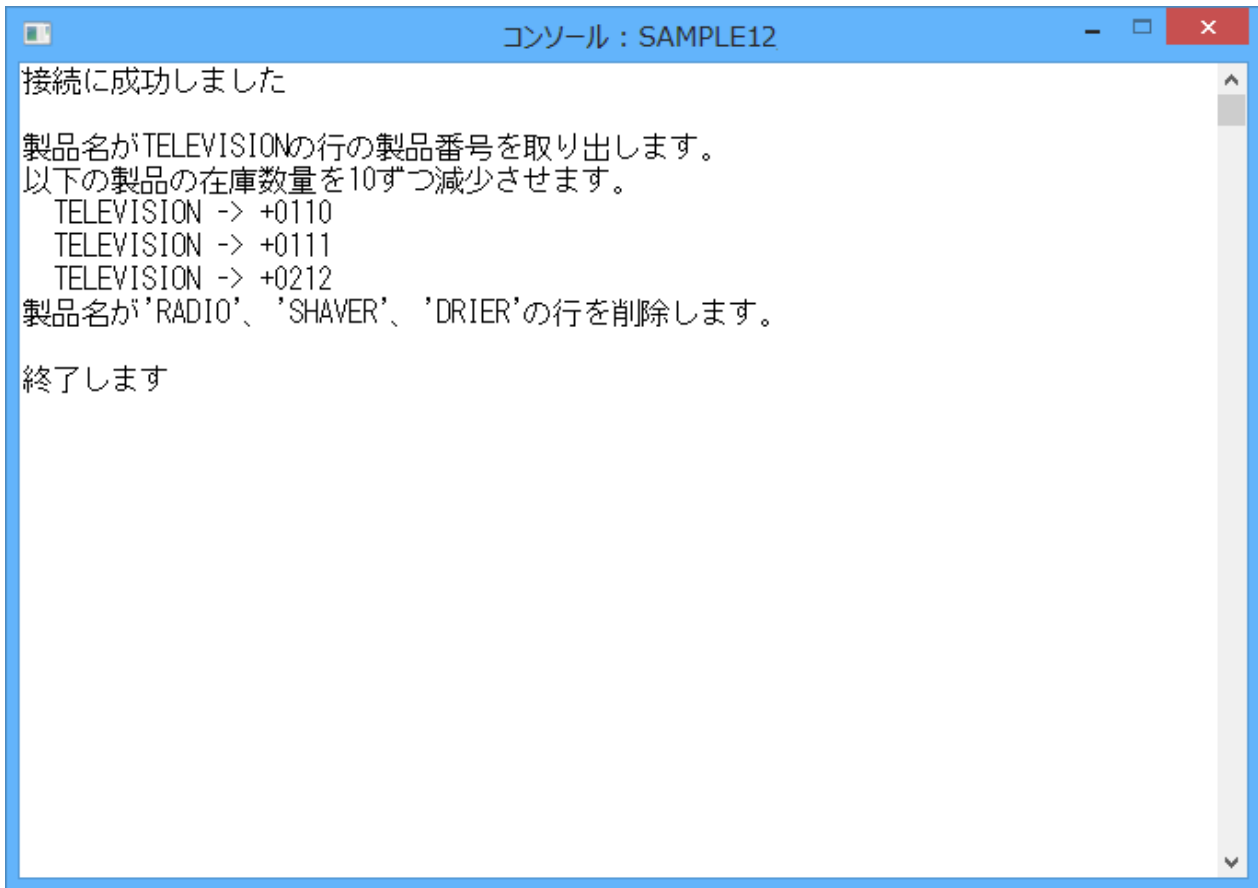 コンソール : SAMPLE12
接続に成功しました
製品名がTELEVISIONの行の製品番号を取り出します。
以下の製品の在庫数量を10ずつ減少させます。
TELEVISION -> +0110
TELEVISION -> +0111
TELEVISION -> +0212
製品名が'RADIO'、'SHAVER'、'DRIER'の行を削除します。
終了します